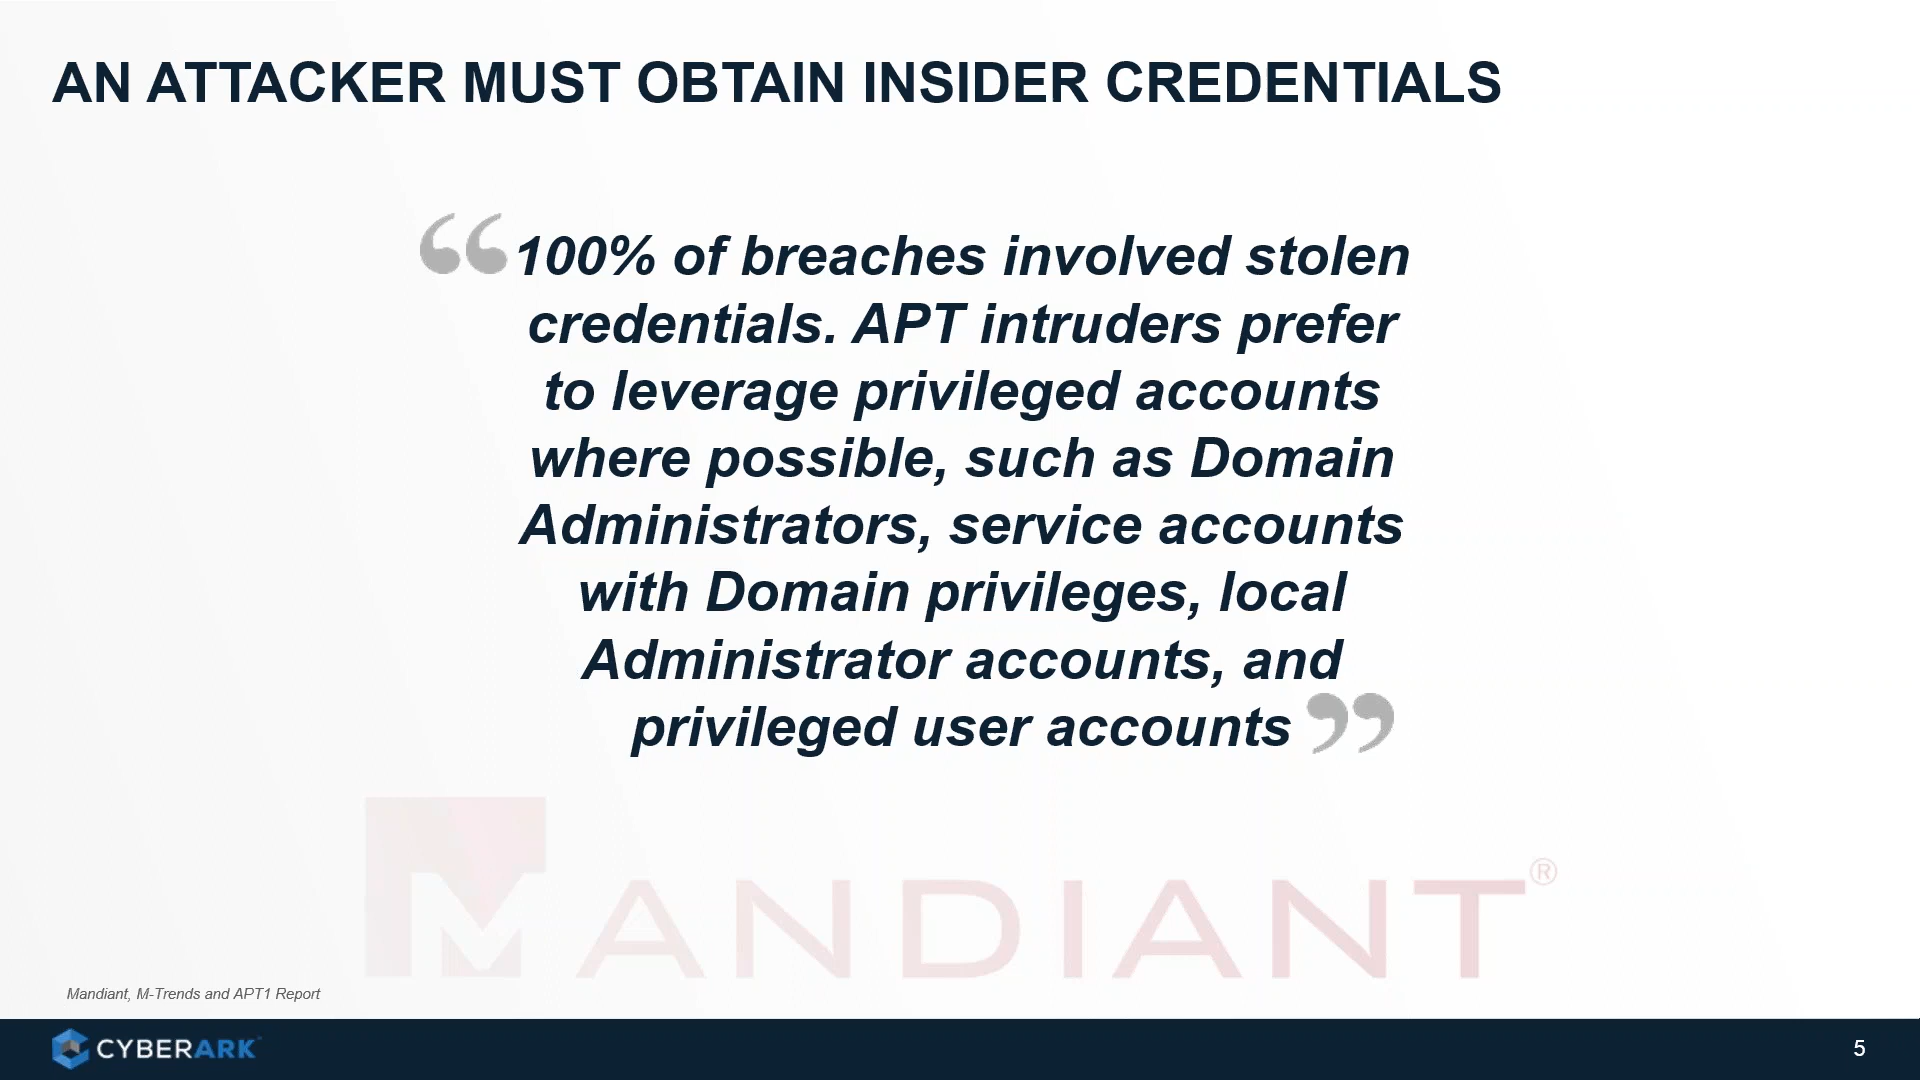 AN ATTACKER MUST OBTAIN INSIDER CREDENTIALS
“100% of breaches involved stolen
credentials. APT intruders prefer
to leverage privileged accounts
where possible, such as Domain
Administrators, service accounts
with Domain privileges, local
Administrator accounts, and
privileged user accounts”
MANDIANT®
Mandiant, M-Trends and APT1 Report
CYBERARK
5